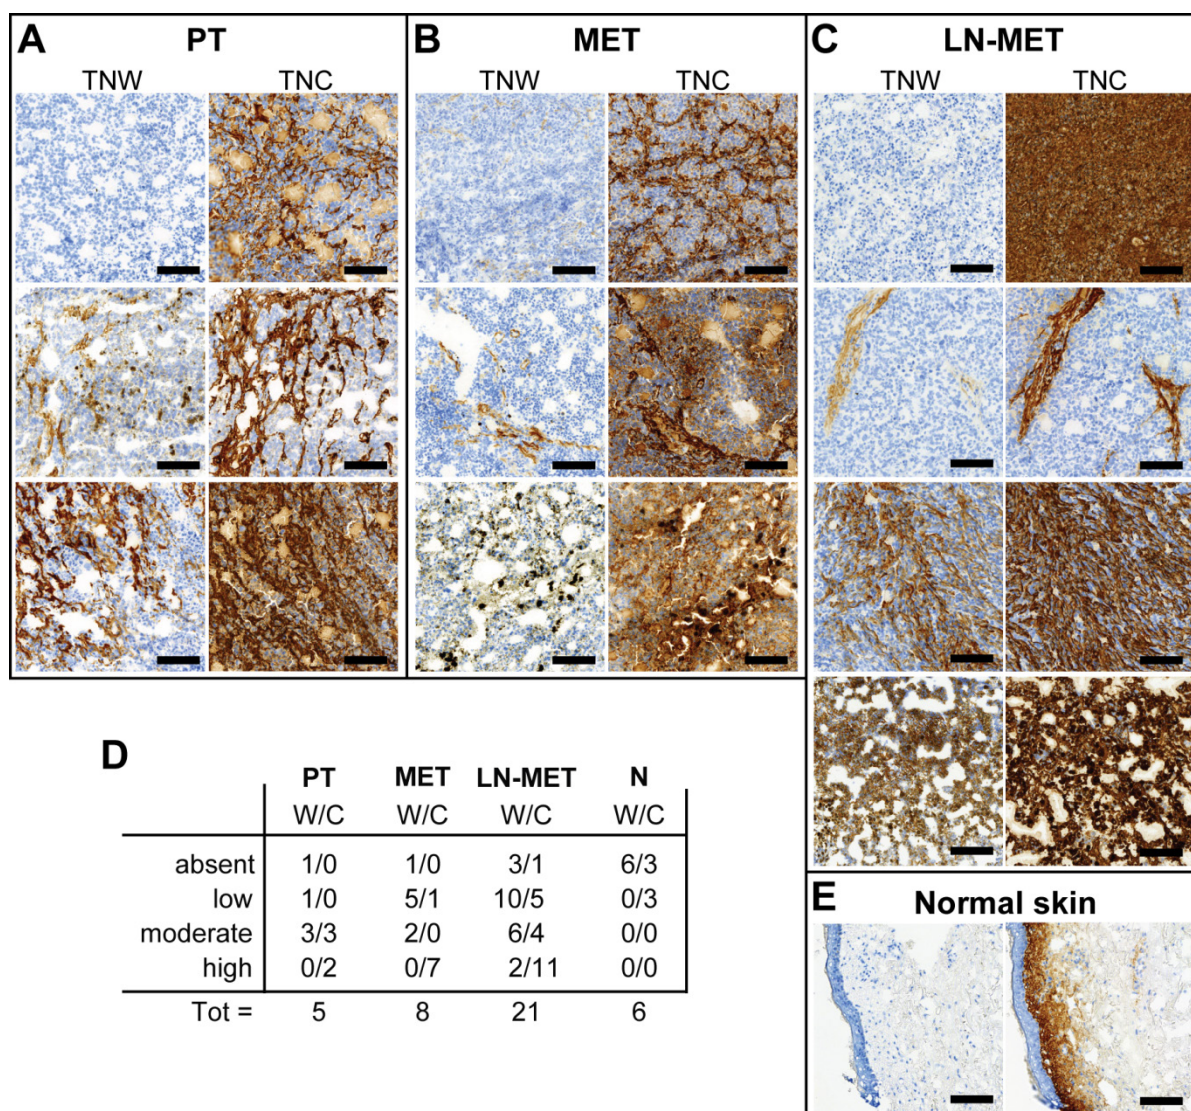 A PT
TNW TNC
B MET
TNW TNC
C LN-MET
TNW TNC
D
PT MET LN-MET N
W/C W/C W/C W/C
absent 1/0 1/0 3/1 6/3
low 1/0 5/1 10/5 0/3
moderate 3/3 2/0 6/4 0/0
high 0/2 0/7 2/11 0/0
Tot = 5 8 21 6
E Normal skin